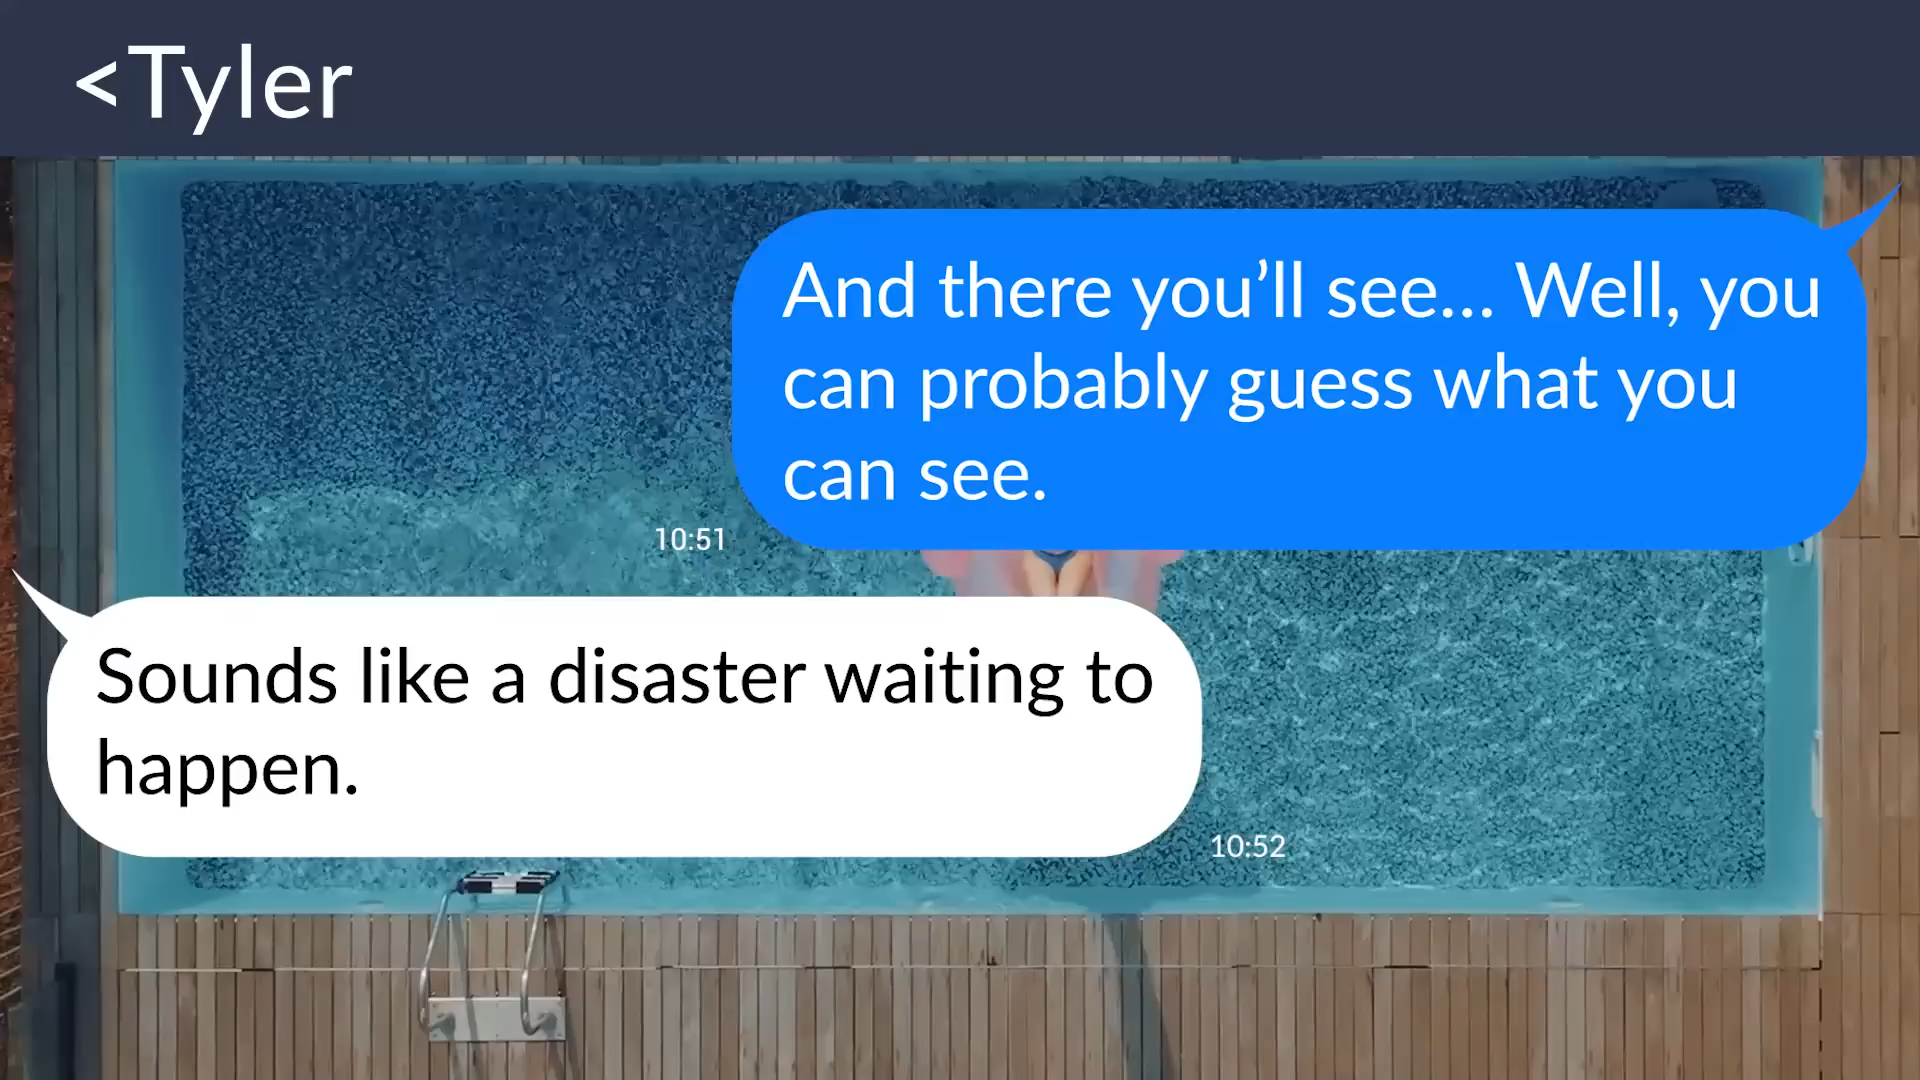 <Tyler
And there you’ll see... Well, you
can probably guess what you
can see.
10:51
Sounds like a disaster waiting to
happen.
10:52